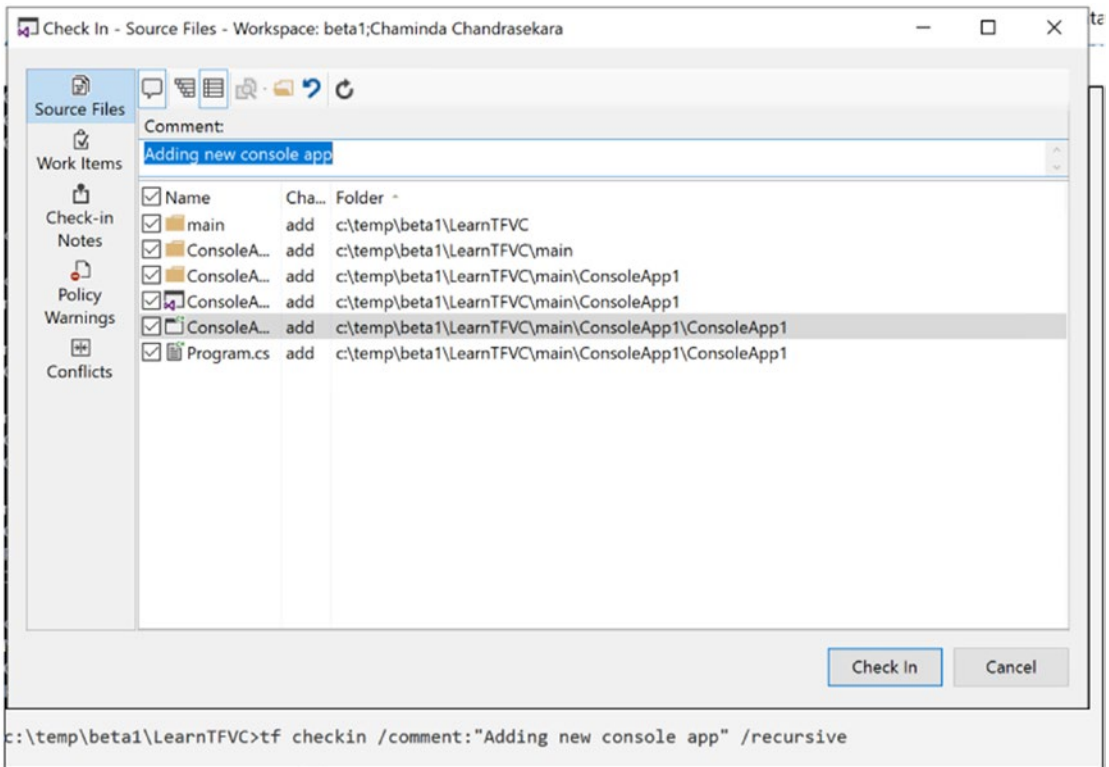 Check In - Source Files - Workspace: beta1;Chaminda Chandrasekara
Source Files
Work Items
Check-in
Notes
Policy
Warnings
Conflicts
Comment:
Adding new console app
Name Cha... Folder
main add c:\temp\beta1\LearnTFVC
ConsoleA... add c:\temp\beta1\LearnTFVC\main
ConsoleA... add c:\temp\beta1\LearnTFVC\main\ConsoleApp1
ConsoleA... add c:\temp\beta1\LearnTFVC\main\ConsoleApp1
ConsoleA... add c:\temp\beta1\LearnTFVC\main\ConsoleApp1\ConsoleApp1
Program.cs add c:\temp\beta1\LearnTFVC\main\ConsoleApp1\ConsoleApp1
Check In Cancel
c:\temp\beta1\LearnTFVC>tf checkin /comment:"Adding new console app" /recursive